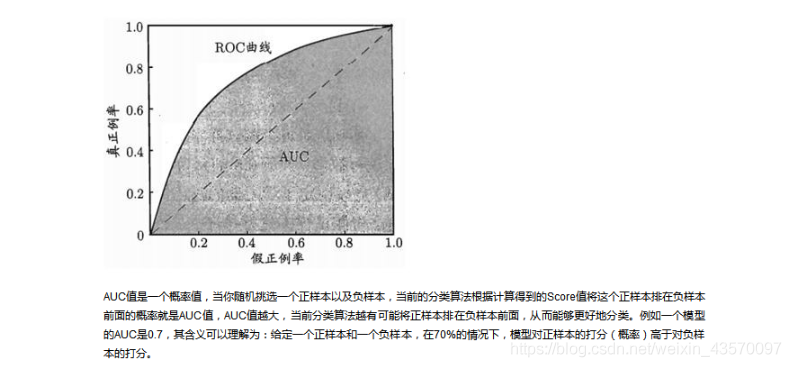 1.0
ROC曲线
0.8
0.6
真正例率
0.4
AUC
0.2
0
0.2
0.4
0.6
0.8
1.0
假正例率
AUC值是一个概率值，当你随机挑选一个正样本以及负样本，当前的分类算法根据计算得到的Score值将这个正样本排在负样本
前面的概率就是AUC值，AUC值越大，当前分类算法越有可能将正样本排在负样本前面，从而能够更好地分类。例如一个模型
的AUC是0.7，其含义可以理解为：给定一个正样本和一个负样本，在70%的情况下，模型对正样本的打分（概率）高于对负样
本的打分。
https://blog.csdn.net/weixin_43570097